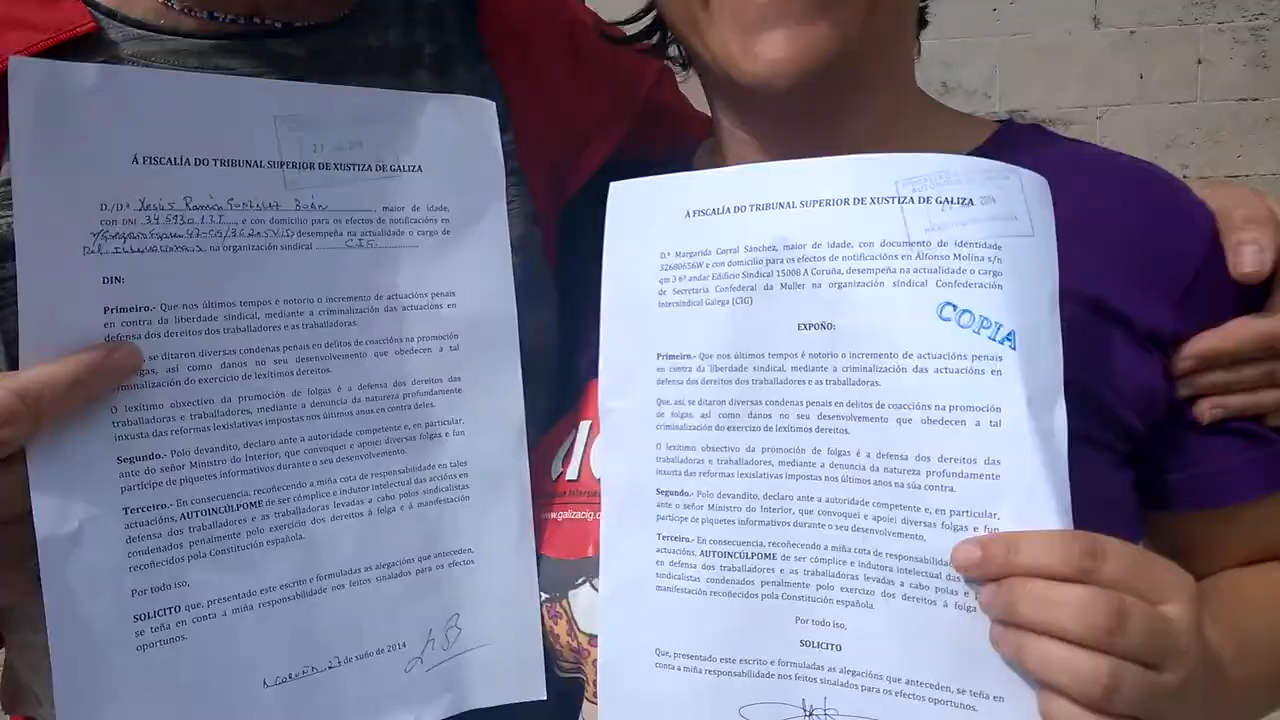 Á FISCALÍA DO TRIBUNAL SUPERIOR DE XUSTIZA DE GALIZA
D./D.ª Xesús Ramón González Boán, maior de idade,
con DNI, e con domicilio para os efectos de notificacións en
desempeña na actualidade o cargo de
na organización sindical CIG
DIN:
Primeiro.- Que nos últimos tempos é notorio o incremento de actuacións penais
en contra da liberdade sindical, mediante a criminalización das actuacións en
defensa dos dereitos dos traballadores e as traballadoras.
, se ditaron diversas condenas penais en delitos de coaccións na promoción
gas, así como danos no seu desenvolvemento que obedecen a tal
minalización do exercicio de lexítimos dereitos.
O lexítimo obxectivo da promoción de folgas é a defensa dos dereitos das
traballadoras e traballadores, mediante a denuncia da natureza profundamente
inxusta das reformas lexislativas impostas nos últimos anos en contra deles.
Segundo.- Polo devandito, declaro ante a autoridade competente e, en particular,
ante do señor Ministro do Interior, que convoquei e apoiei diversas folgas e fun
partícipe de piquetes informativos durante o seu desenvolvemento.
Terceiro.- En consecuencia, recoñecendo a miña cota de responsabilidade en tales
actuacións, AUTOINCÚLPOME de ser cómplice e indutor intelectual das accións en
defensa dos traballadores e as traballadoras levadas a cabo polos sindicalistas
condenados penalmente polo exercicio dos dereitos á folga e á manifestación
recoñecidos pola Constitución española.
Por todo iso,
SOLICITO que, presentado este escrito e formuladas as alegacións que anteceden,
se teña en conta a miña responsabilidade nos feitos sinalados para os efectos
oportunos.
A CORUÑA, 27 de xuño de 2014
Á FISCALÍA DO TRIBUNAL SUPERIOR DE XUSTIZA DE GALIZA
D.ª Margarida Corral Sánchez, maior de idade, con documento de identidade
32680656W e con domicilio para os efectos de notificacións en Alfonso Molina s/n
qm 3 6º andar Edificio Sindical 15008 A Coruña, desempeña na actualidade o cargo
de Secretaria Confederal da Muller na organización sindical Confederación
Intersindical Galega (CIG)
COPIA
EXPOÑO:
Primeiro.- Que nos últimos tempos é notorio o incremento de actuacións penais
en contra da liberdade sindical, mediante a criminalización das actuacións en
defensa dos dereitos dos traballadores e as traballadoras.
Que, así, se ditaron diversas condenas penais en delitos de coaccións na promoción
de folgas, así como danos no seu desenvolvemento que obedecen a tal
criminalización do exercizo de lexítimos dereitos.
O lexítimo obxectivo da promoción de folgas é a defensa dos dereitos das
traballadoras e traballadores, mediante a denuncia da natureza profundamente
inxusta das reformas lexislativas impostas nos últimos anos na súa contra.
Segundo.- Polo devandito, declaro ante a autoridade competente e, en particular,
ante o señor Ministro do Interior, que convoquei e apoiei diversas folgas e fun
partícipe de piquetes informativos durante o seu desenvolvemento.
Terceiro.- En consecuencia, recoñecendo a miña cota de responsabilidade
actuacións, AUTOINCÚLPOME de ser cómplice e indutora intelectual das
en defensa dos traballadores e as traballadoras levadas a cabo polas e
sindicalistas condenados penalmente polo exercizo dos dereitos á folga
manifestación recoñecidos pola Constitución española.
Por todo iso,
SOLICITO
Que, presentado este escrito e formuladas as alegacións que anteceden, se teña en
conta a miña responsabilidade nos feitos sinalados para os efectos oportunos.
www.galizacig.